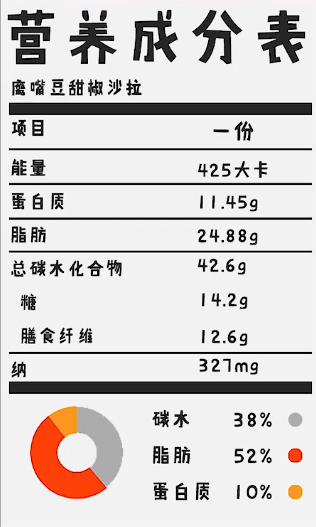 营养成分表
鹰嘴豆甜椒沙拉
项目 一份
能量 425大卡
蛋白质 11.45g
脂肪 24.88g
总碳水化合物 42.6g
糖 14.2g
膳食纤维 12.6g
纳 327mg
碳水 38%
脂肪 52%
蛋白质 10%